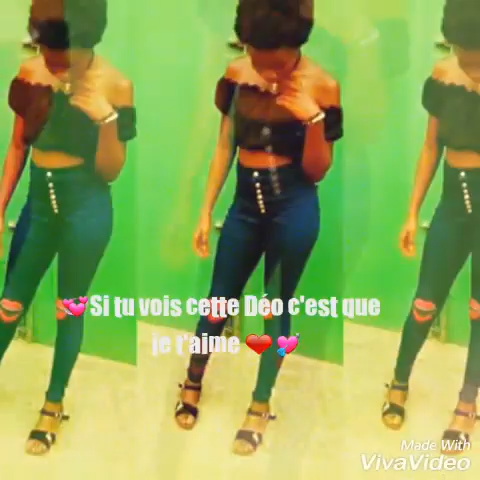 💕Si tu vois cette Déo c'est que
je t'aime ❤️💘
Made With
VivaVideo